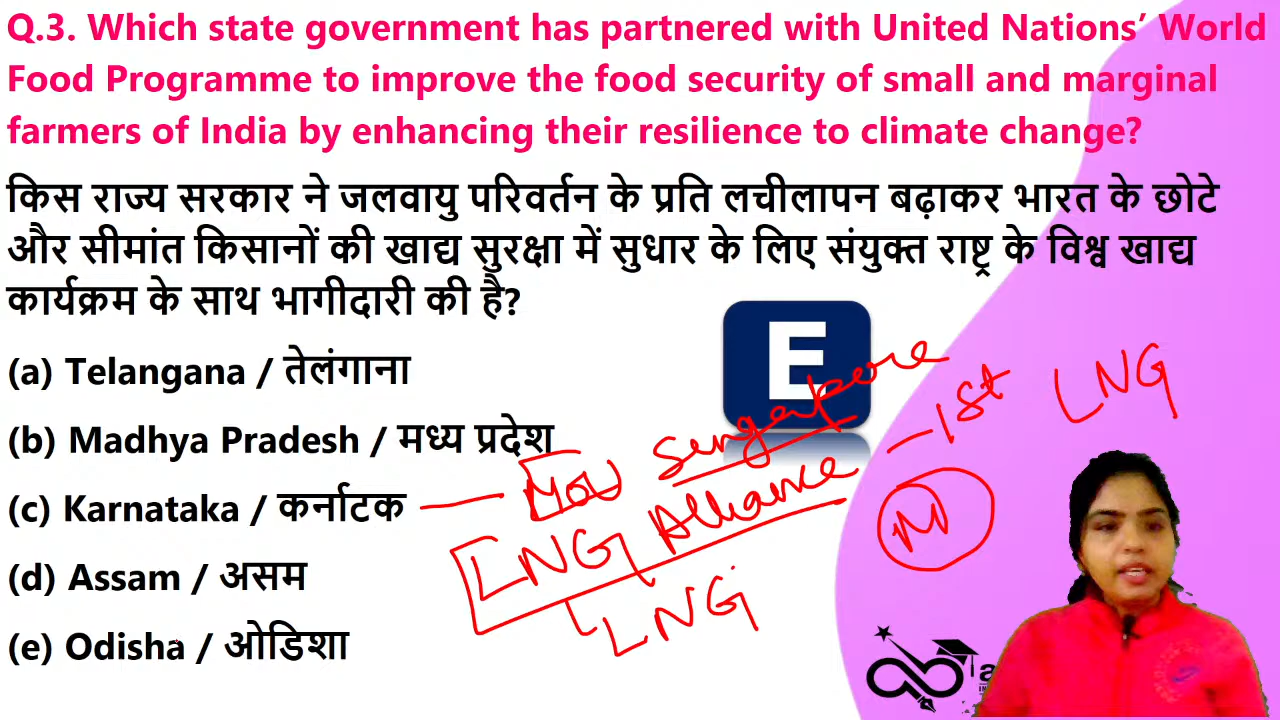 Q.3. Which state government has partnered with United Nations’ World
Food Programme to improve the food security of small and marginal
farmers of India by enhancing their resilience to climate change?
किस राज्य सरकार ने जलवायु परिवर्तन के प्रति लचीलापन बढ़ाकर भारत के छोटे
और सीमांत किसानों की खाद्य सुरक्षा में सुधार के लिए संयुक्त राष्ट्र के विश्व खाद्य
कार्यक्रम के साथ भागीदारी की है?
E
(a) Telangana / तेलंगाना
1st LNG
(b) Madhya Pradesh / मध्य प्रदेश
Sengapore
(c) Karnataka / कर्नाटक
MoU
LNG Alliance
(d) Assam / असम
LNG
(e) Odisha / ओडिशा